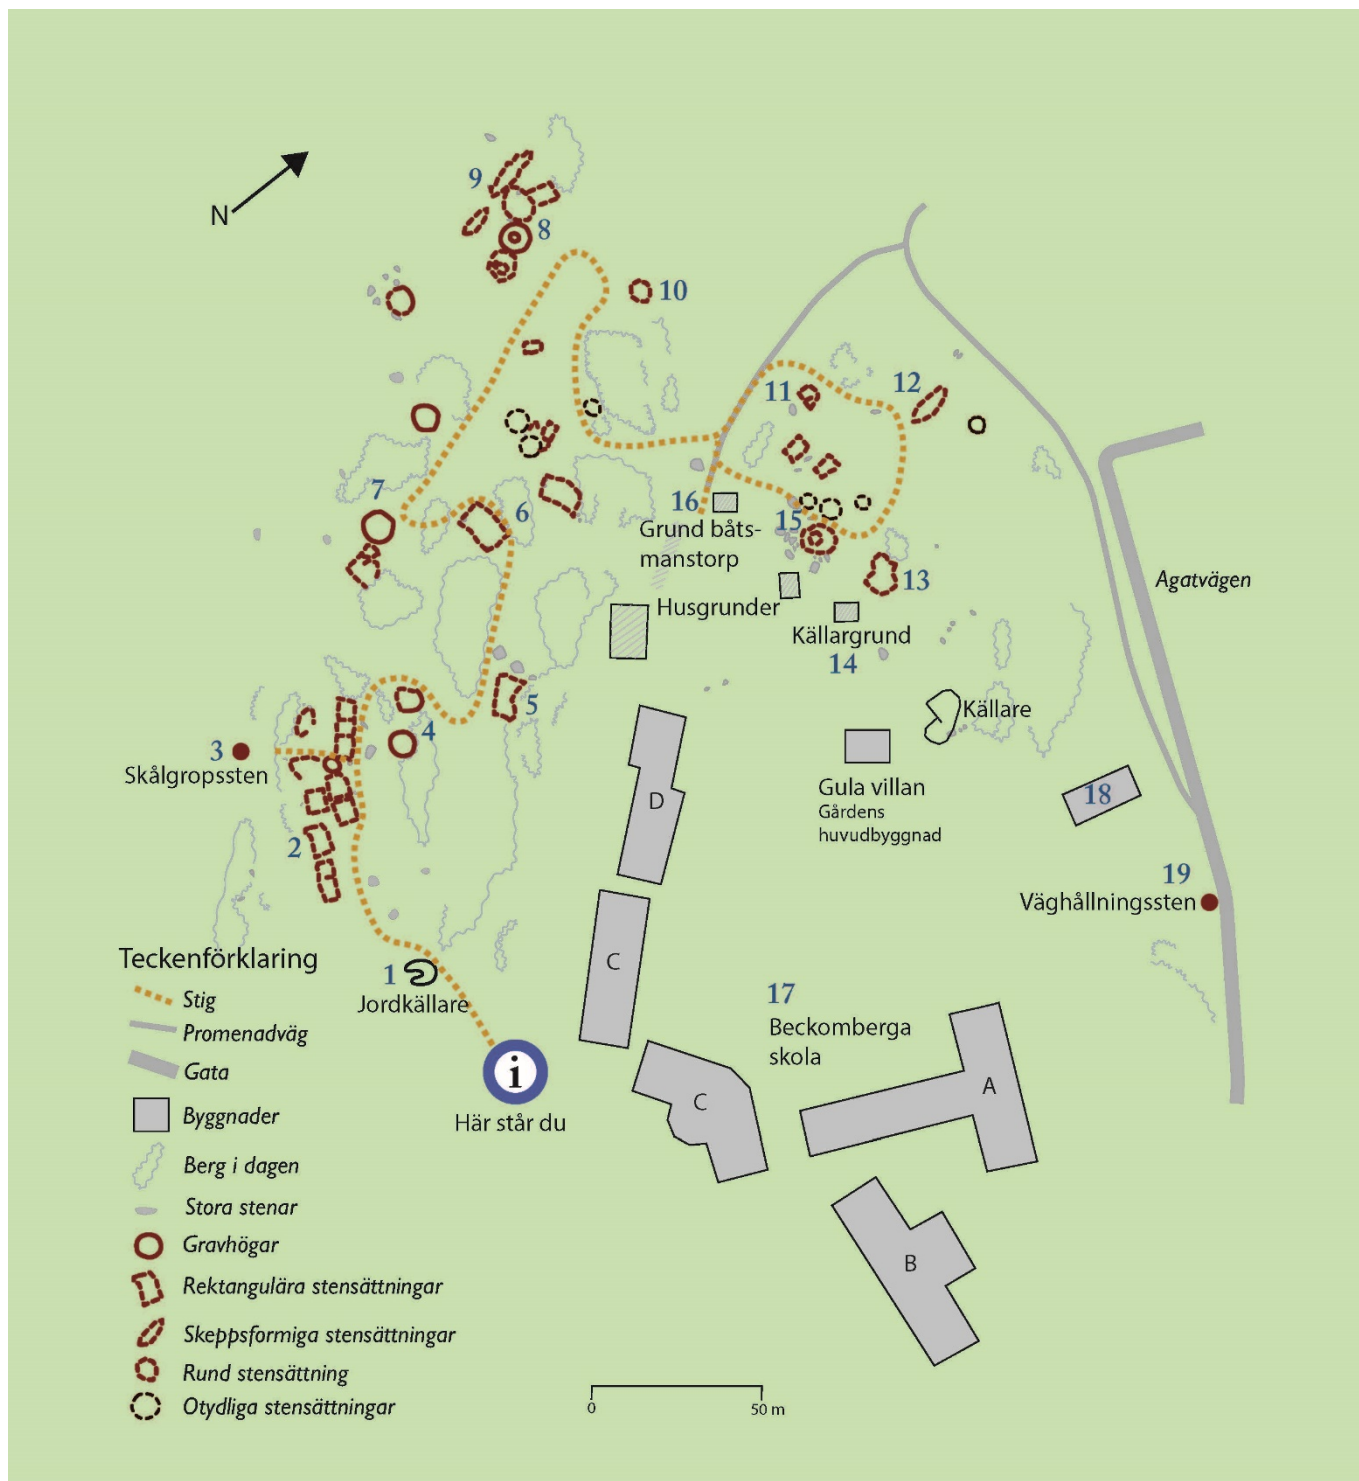 N
9
8
10
11
12
7
6
16
15
Grund båts-
manstorp
13
Agatvägen
Husgrunder
Källargrund
14
5
4
Källare
3
Skålgropssten
Gula villan
Gårdens
huvudbyggnad
D
18
2
19
Väghållningssten
C
1
Jordkällare
17
Beckomberga
skola
Teckenförklaring
Stig
Promenadväg
Gata
Byggnader
Berg i dagen
Stora stenar
Gravhögar
Rektangulära stensättningar
Skeppsformiga stensättningar
Rund stensättning
Otydliga stensättningar
i
Här står du
C
A
B
0 50 m